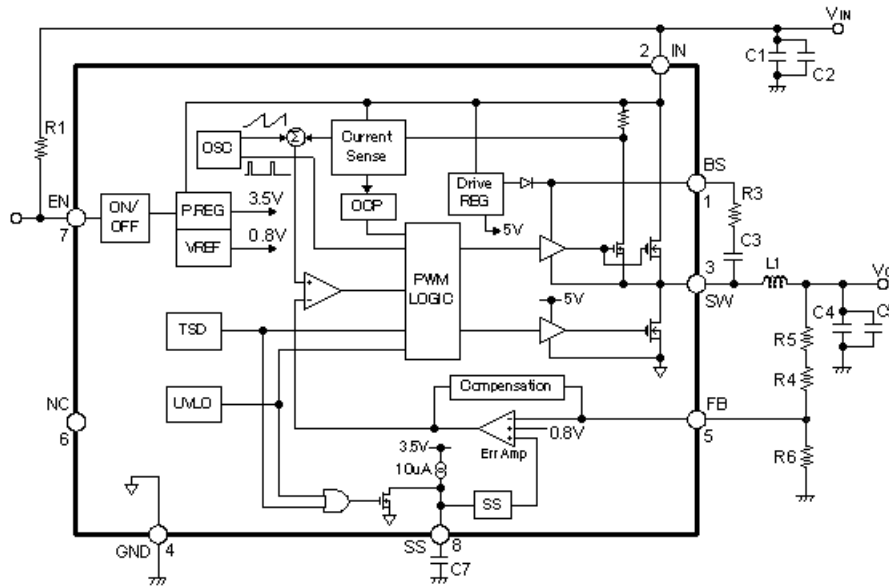 VIN
2 IN
C1
C2
R1
OSC
Σ
Current
Sense
BS
1
R3
Drive
REG
EN
7
ON/
OFF
P.REG
3.5V
OCP
5V
C3
VREF
0.8V
PWM
LOGIC
3
SW
L1
+
−
5V
C4
R5
TSD
R4
Compensation
NC
6
UVLO
FB
5
−
+
+
0.8V
Err Amp
3.5V
10uA
R6
SS
GND
4
SS
8
C7